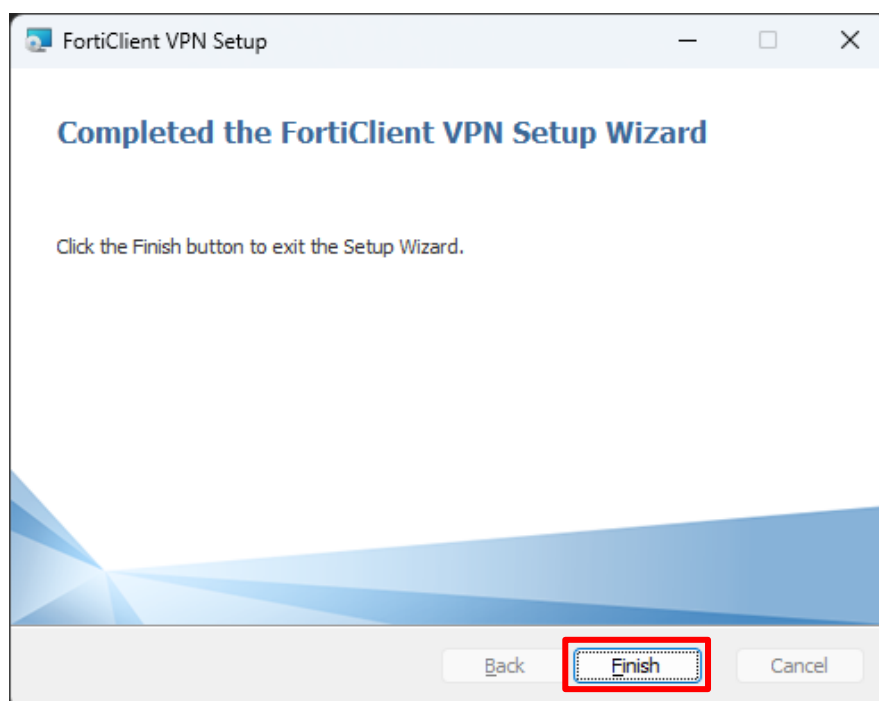 FortiClient VPN Setup
Completed the FortiClient VPN Setup Wizard
Click the Finish button to exit the Setup Wizard.
Back Finish Cancel